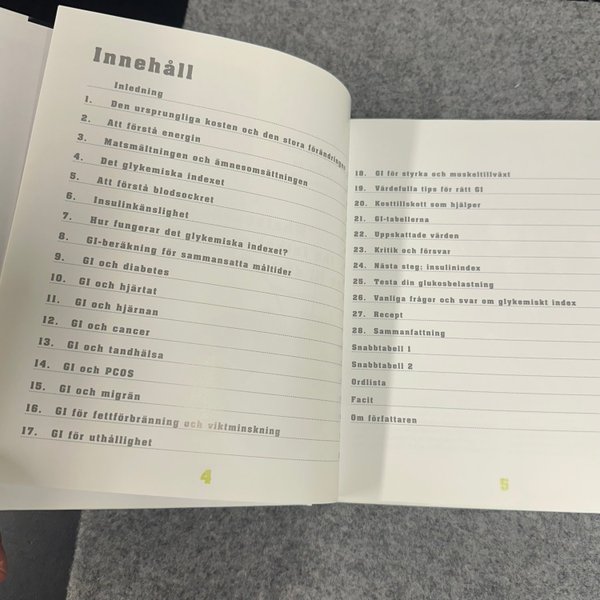 Innehåll
Inledning
1. Den ursprungliga kosten och den stora förändringen
2. Att förstå energin
3. Matsmältningen och ämnesomsättningen
4. Det glykemiska indexet
5. Att förstå blodsockret
6. Insulinkänslighet
7. Hur fungerar det glykemiska indexet?
8. GI-beräkning för sammansatta måltider
9. GI och diabetes
10. GI och hjärtat
11. GI och hjärnan
12. GI och cancer
13. GI och tandhälsa
14. GI och PCOS
15. GI och migrän
16. GI för fettförbränning och viktminskning
17. GI för uthållighet
4
18. GI för styrka och muskeltillväxt
19. Värdefulla tips för rätt GI
20. Kosttillskott som hjälper
21. GI-tabellerna
22. Uppskattade värden
23. Kritik och försvar
24. Nästa steg: insulinindex
25. Testa din glukosbelastning
26. Vanliga frågor och svar om glykemiskt index
27. Recept
28. Sammanfattning
Snabbtabell 1
Snabbtabell 2
Ordlista
Facit
Om författaren
5